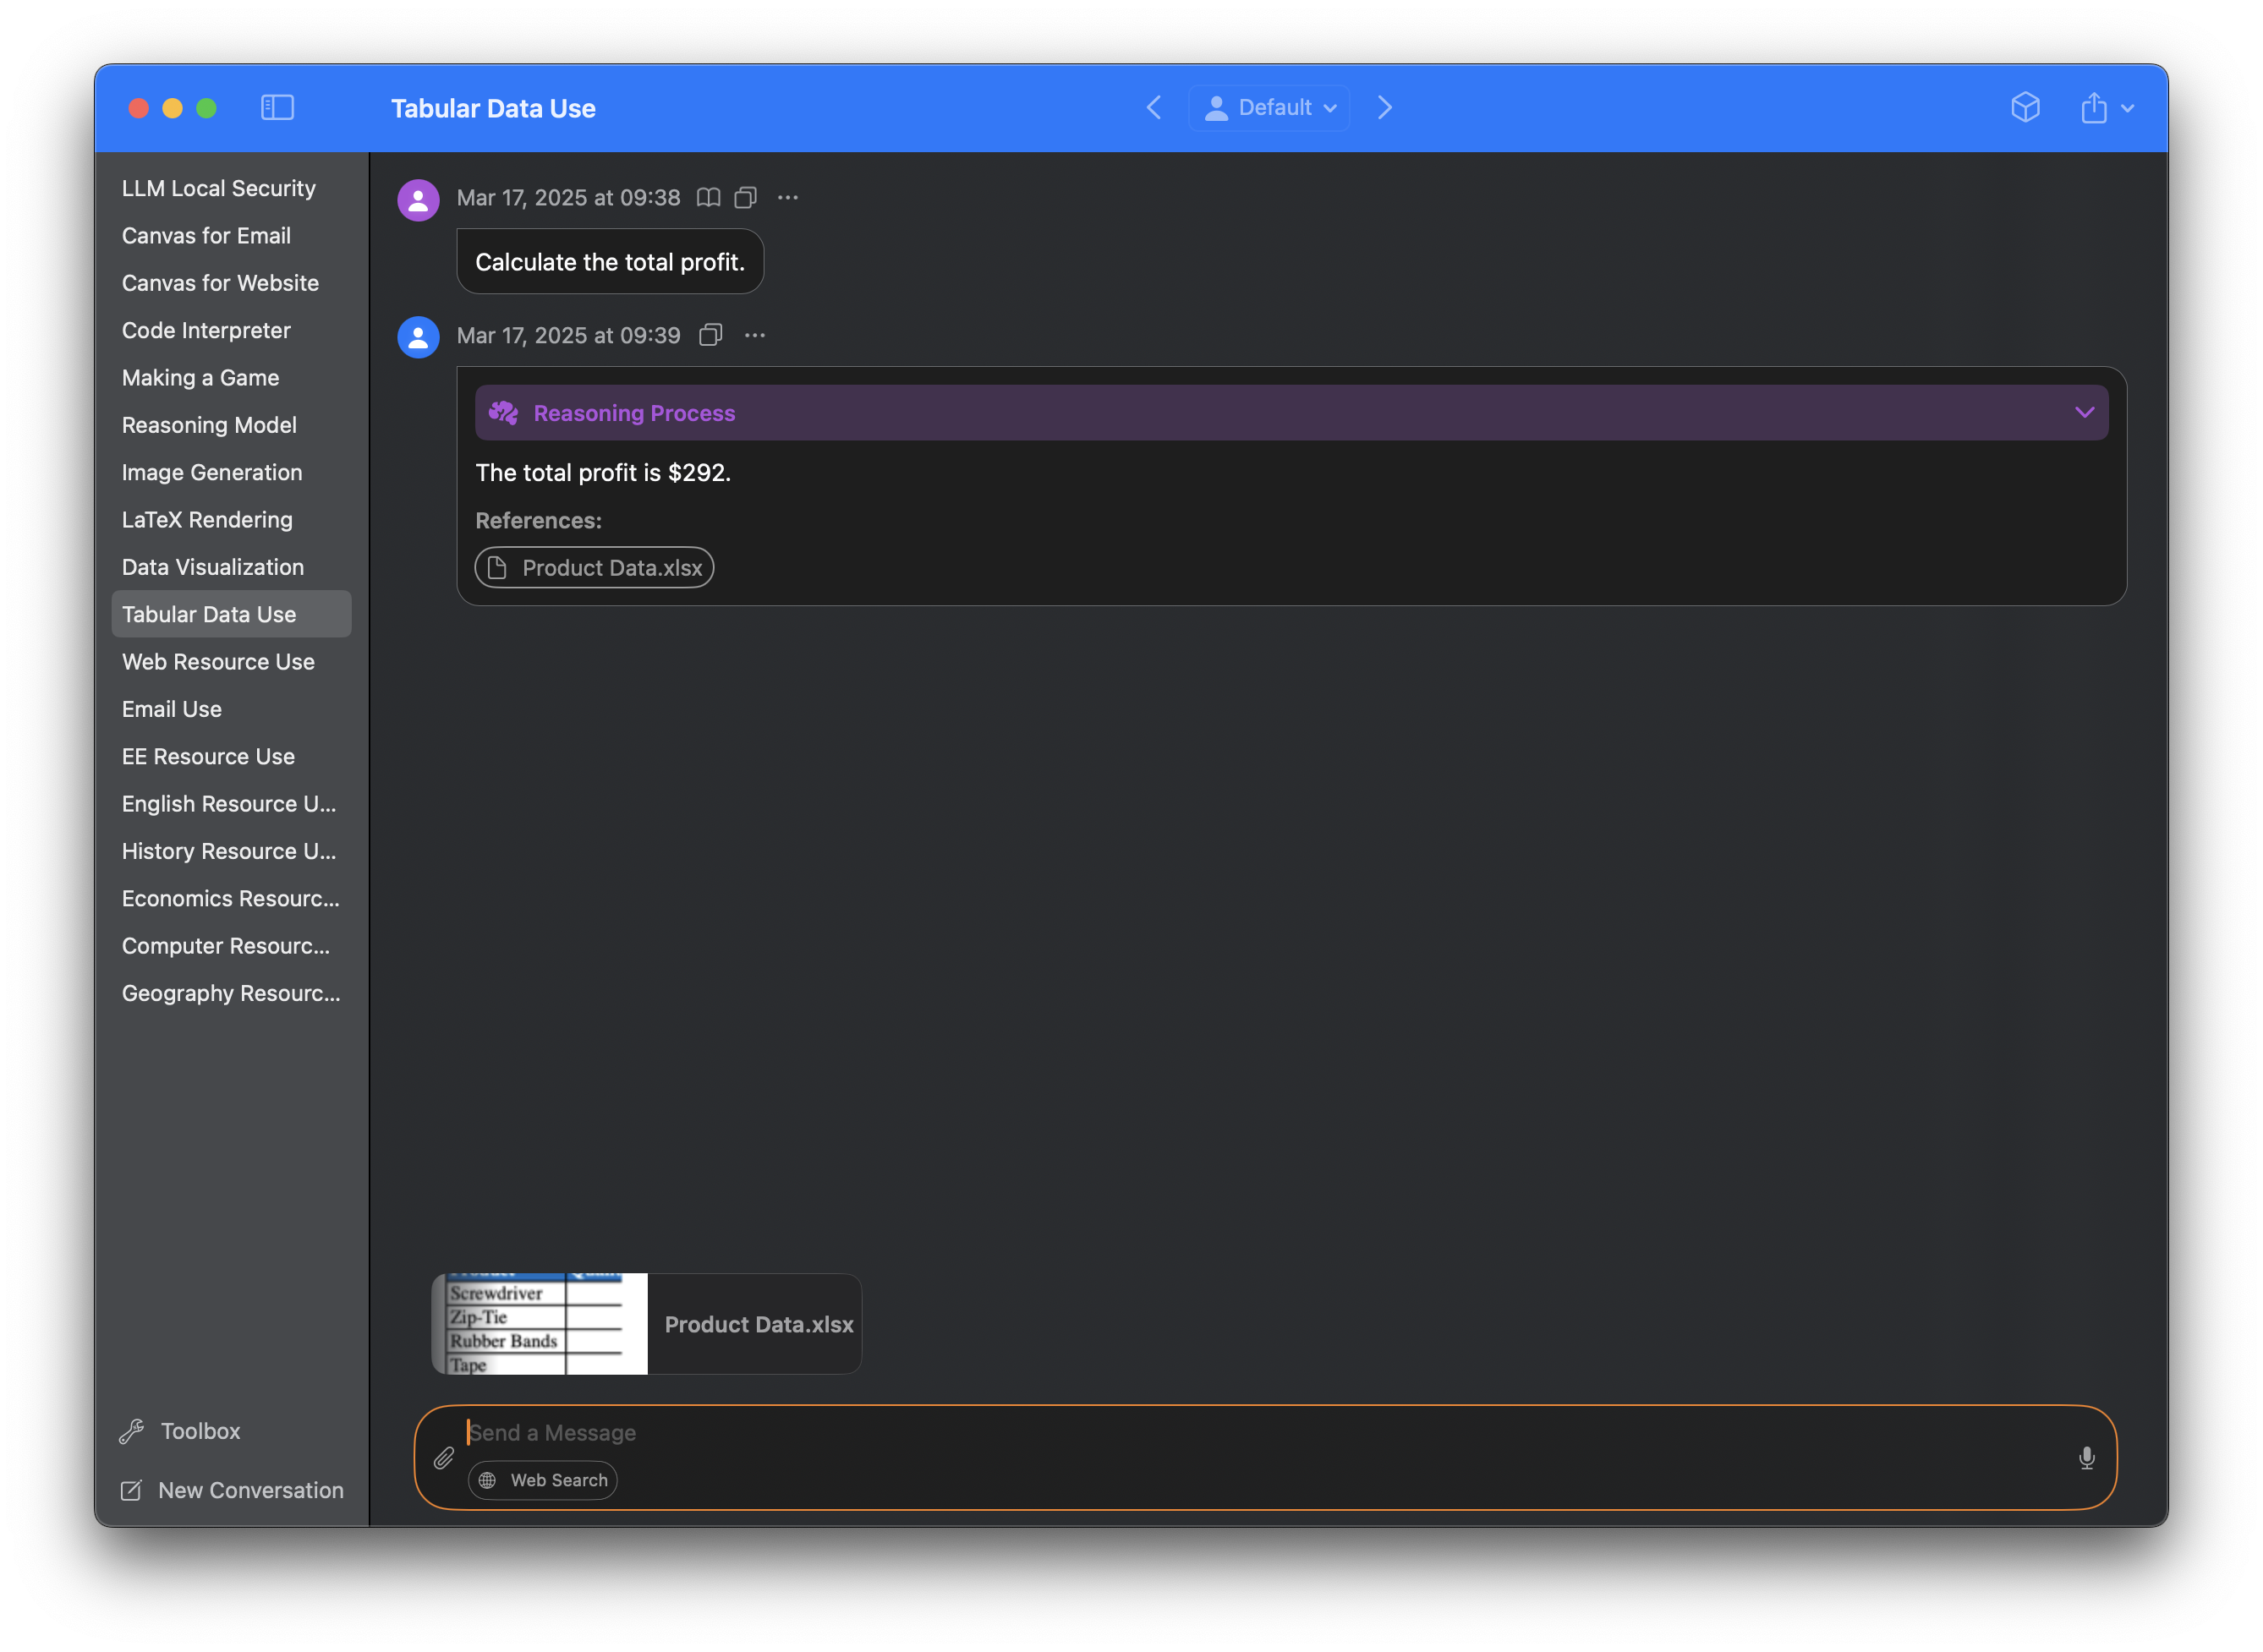 Tabular Data Use
Default
LLM Local Security
Canvas for Email
Canvas for Website
Code Interpreter
Making a Game
Reasoning Model
Image Generation
LaTeX Rendering
Data Visualization
Tabular Data Use
Web Resource Use
Email Use
EE Resource Use
English Resource U...
History Resource U...
Economics Resourc...
Computer Resourc...
Geography Resourc...
Toolbox
New Conversation
Mar 17, 2025 at 09:38
Calculate the total profit.
Mar 17, 2025 at 09:39
Reasoning Process
The total profit is $292.
References:
Product Data.xlsx
Screwdriver
Zip-Tie
Rubber Bands
Tape
Product Data.xlsx
Send a Message
Web Search